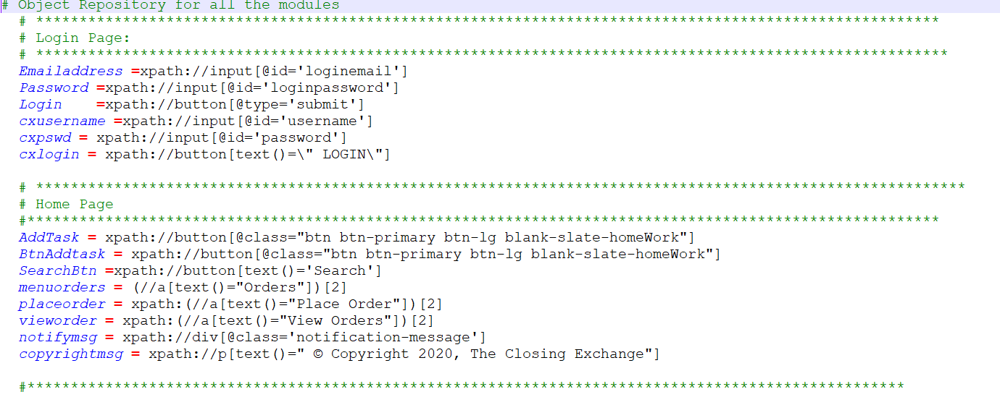 # Object Repository for all the modules
# ********************************************************************************************************
# Login Page:
# *********************************************************************************************************
Emailaddress =xpath://input[@id='loginemail']
Password =xpath://input[@id='loginpassword']
Login    =xpath://button[@type='submit']
cxusername =xpath://input[@id='username']
cxpswd = xpath://input[@id='password']
cxlogin = xpath://button[text()=\" LOGIN\"]
# ***********************************************************************************************************
# Home Page
#*********************************************************************************************************
AddTask = xpath://button[@class="btn btn-primary btn-lg blank-slate-homeWork"]
BtnAddtask = xpath://button[@class="btn btn-primary btn-lg blank-slate-homeWork"]
SearchBtn =xpath://button[text()='Search']
menuorders = (//a[text()="Orders"])[2]
placeorder = xpath:(//a[text()="Place Order"])[2]
vieworder = xpath:(//a[text()="View Orders"])[2]
notifymsg = xpath://div[@class='notification-message']
copyrightmsg = xpath://p[text()=" © Copyright 2020, The Closing Exchange"]
#*****************************************************************************************************